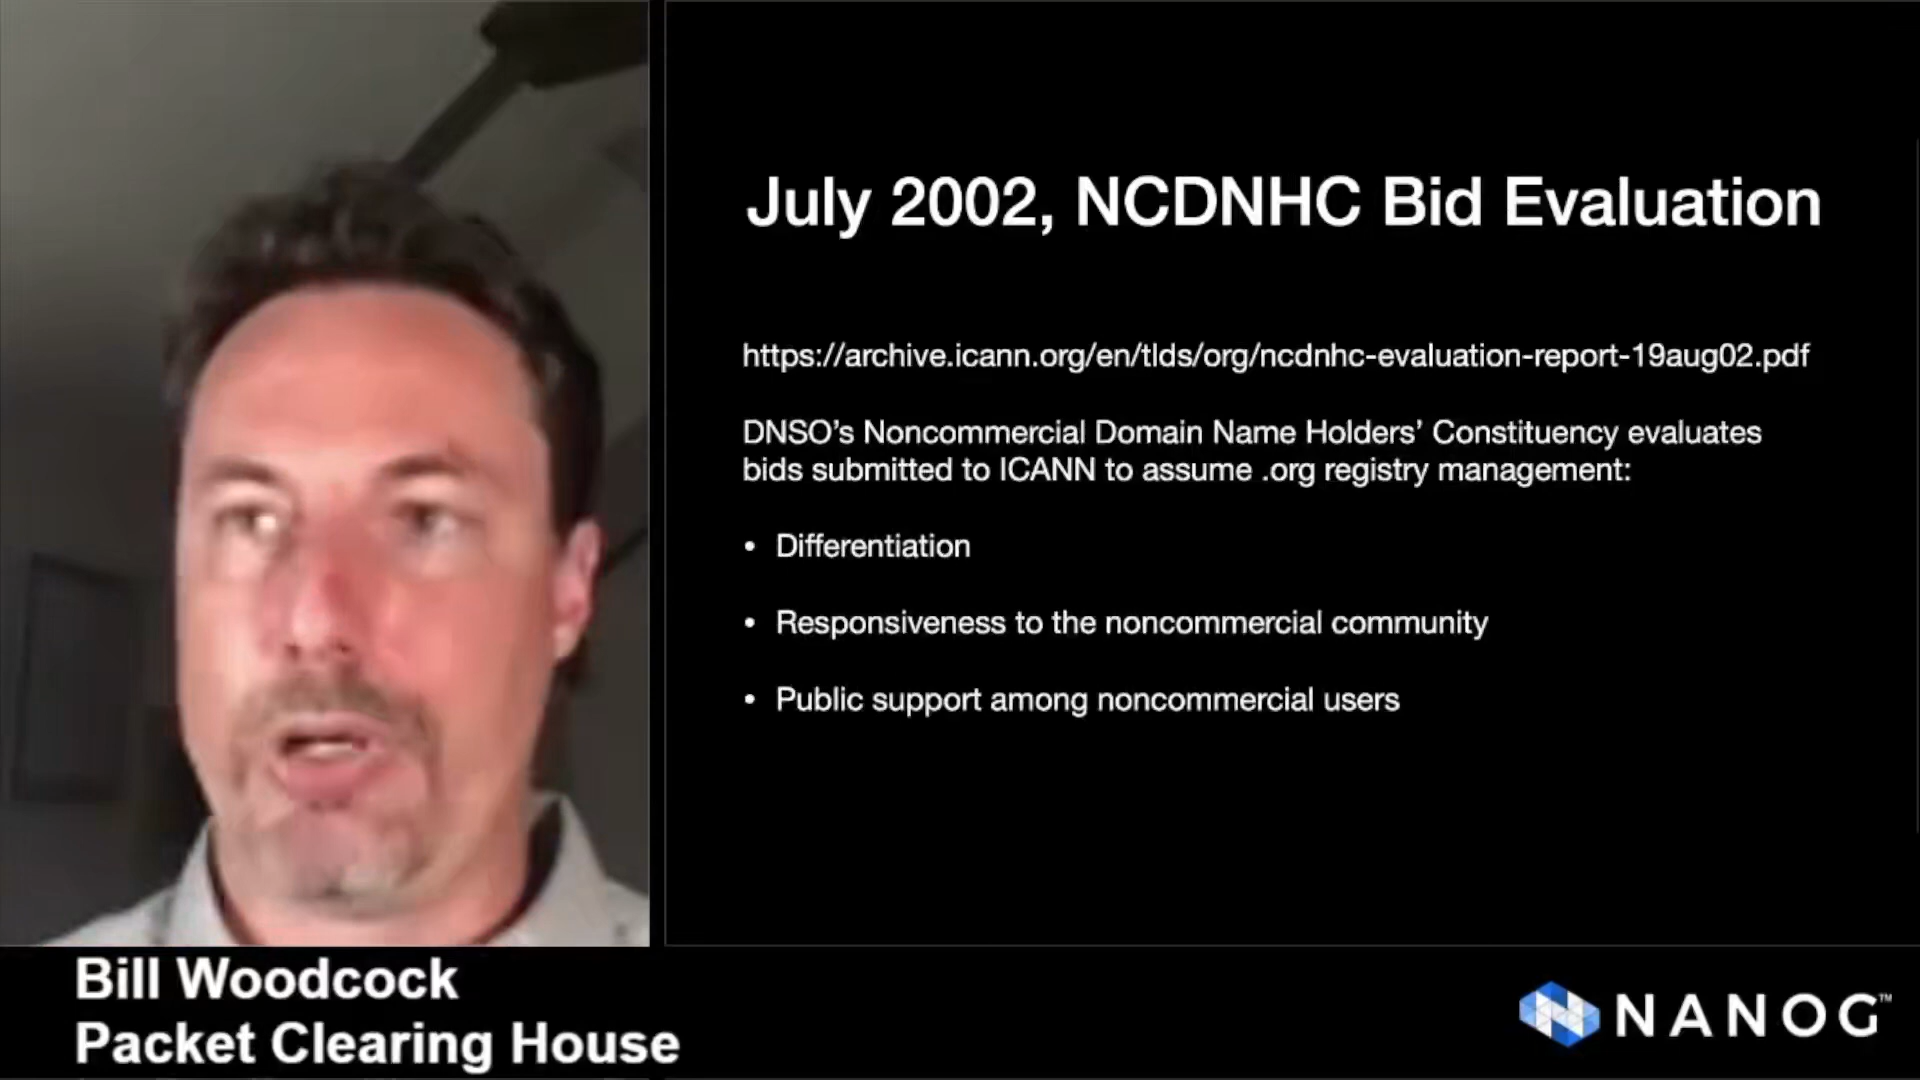 July 2002, NCDNHC Bid Evaluation
https://archive.icann.org/en/tlds/org/ncdnhc-evaluation-report-19aug02.pdf
DNSO’s Noncommercial Domain Name Holders’ Constituency evaluates
bids submitted to ICANN to assume .org registry management:
• Differentiation
• Responsiveness to the noncommercial community
• Public support among noncommercial users
Bill Woodcock
Packet Clearing House
NANOG™